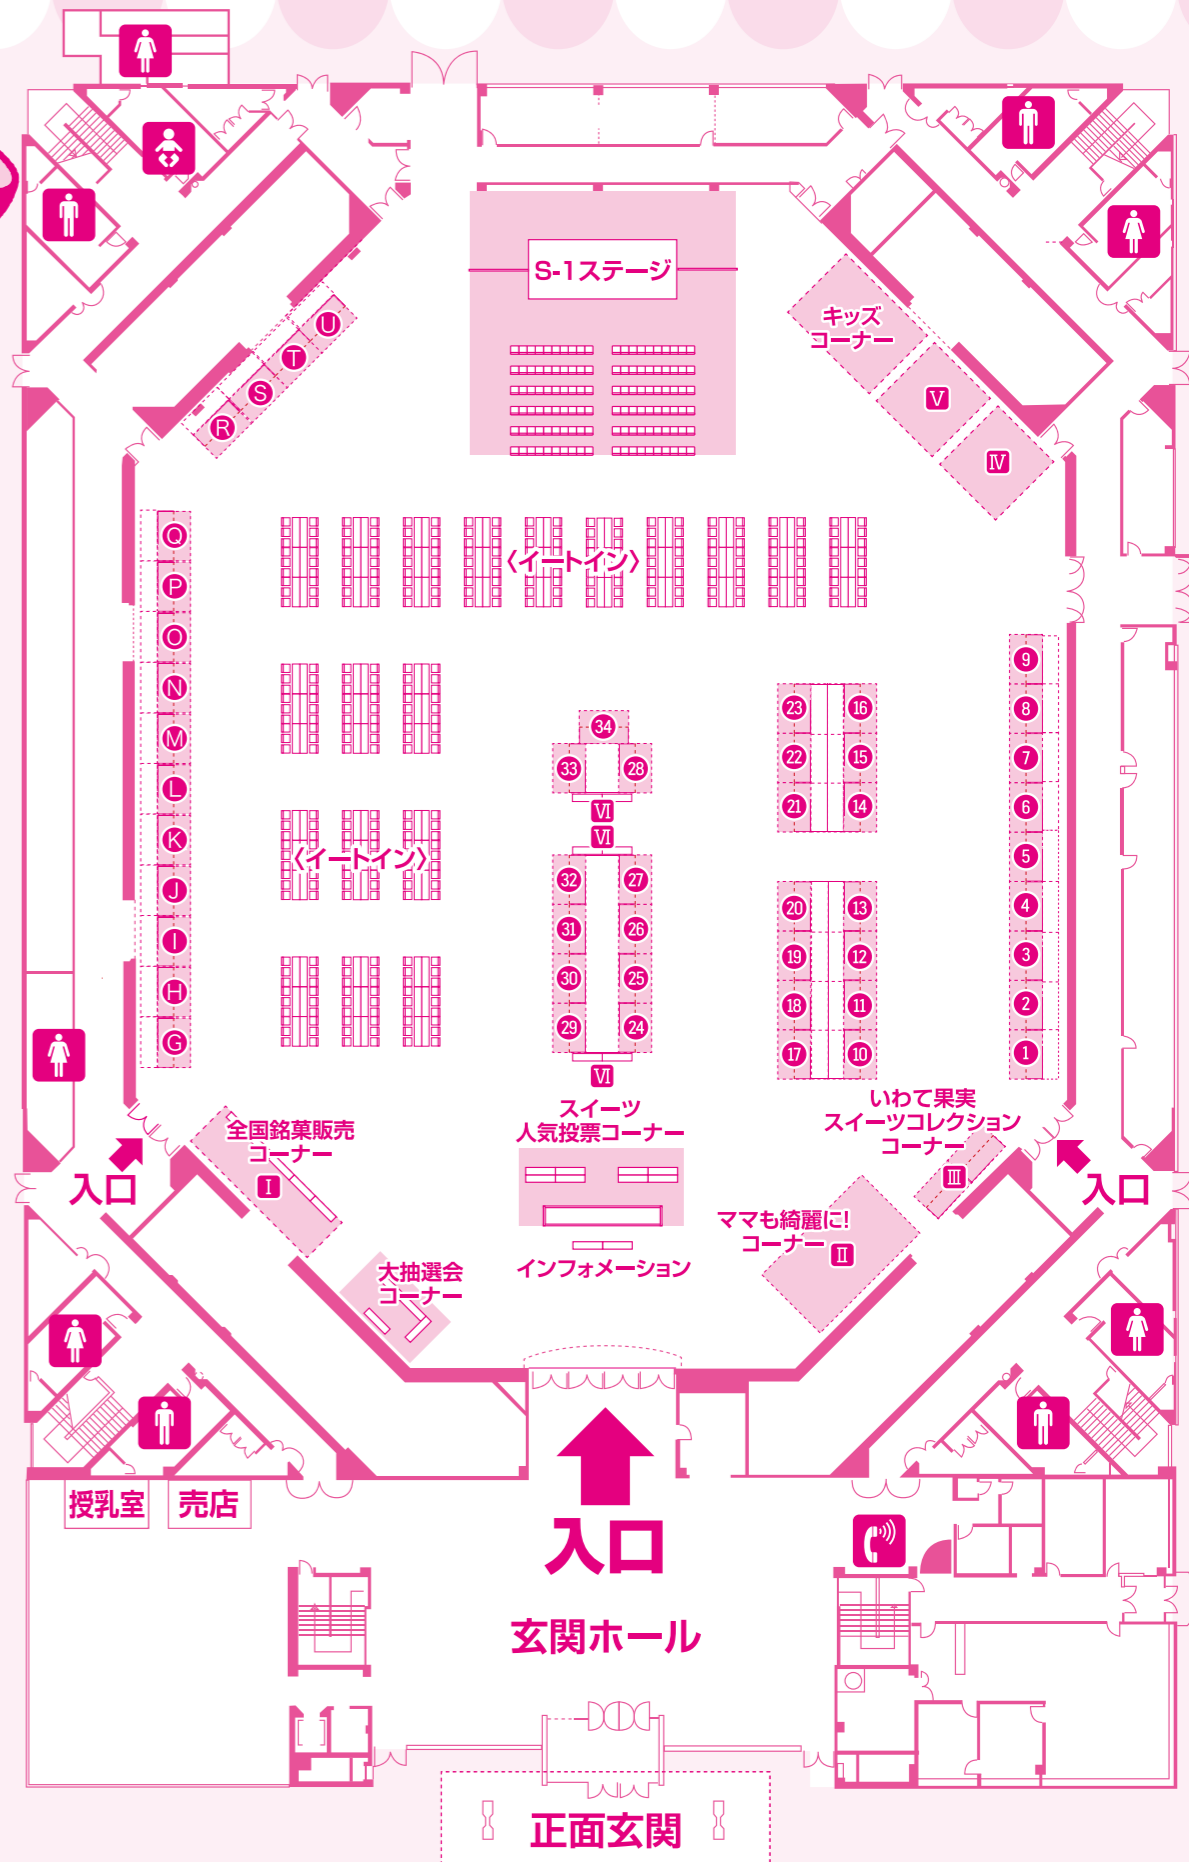 S-1ステージ
キッズ
コーナー
Ⅴ
Ⅳ
U
T
S
R
Q
P
O
N
M
L
K
J
I
H
G
〈イートイン〉
〈イートイン〉
9
8
7
6
5
4
3
2
1
23
16
22
15
21
14
20
13
19
12
18
11
17
10
34
33
28
Ⅵ
Ⅵ
32
27
31
26
30
25
29
24
Ⅵ
スイーツ
人気投票コーナー
インフォメーション
いわて果実
スイーツコレクション
コーナー
Ⅲ
全国銘菓販売
コーナー
Ⅰ
入口
入口
ママも綺麗に!
コーナー
Ⅱ
大抽選会
コーナー
授乳室
売店
入口
玄関ホール
正面玄関